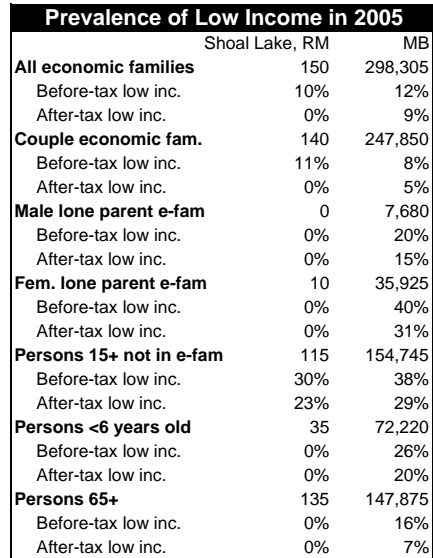 Prevalence of Low Income in 2005
Shoal Lake, RM MB
All economic families 150 298,305
Before-tax low inc. 10% 12%
After-tax low inc. 0% 9%
Couple economic fam. 140 247,850
Before-tax low inc. 11% 8%
After-tax low inc. 0% 5%
Male lone parent e-fam 0 7,680
Before-tax low inc. 0% 20%
After-tax low inc. 0% 15%
Fem. lone parent e-fam 10 35,925
Before-tax low inc. 0% 40%
After-tax low inc. 0% 31%
Persons 15+ not in e-fam 115 154,745
Before-tax low inc. 30% 38%
After-tax low inc. 23% 29%
Persons <6 years old 35 72,220
Before-tax low inc. 0% 26%
After-tax low inc. 0% 20%
Persons 65+ 135 147,875
Before-tax low inc. 0% 16%
After-tax low inc. 0% 7%